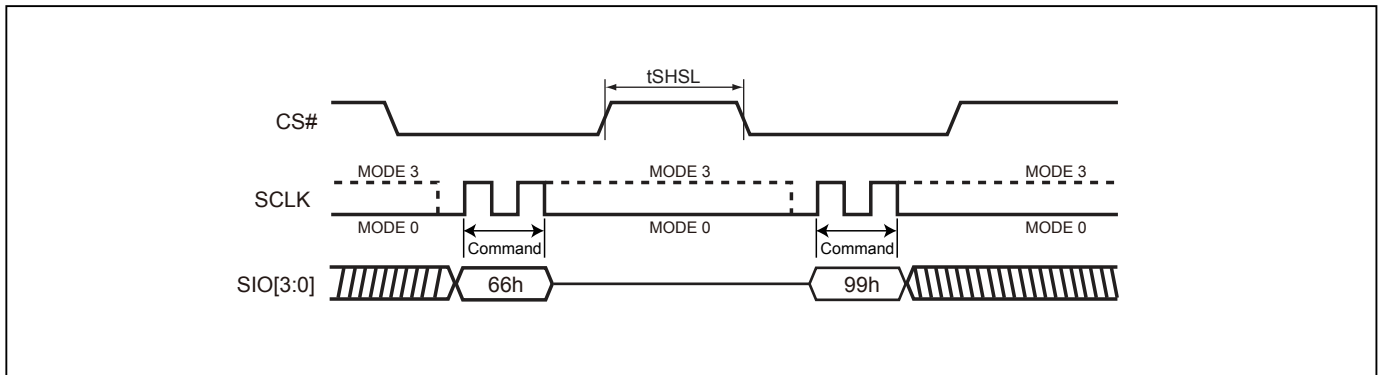 tSHSL
CS#
MODE 3 MODE 3 MODE 3
SCLK
MODE 0 MODE 0 MODE 0
Command Command
SIO[3:0] 66h 99h